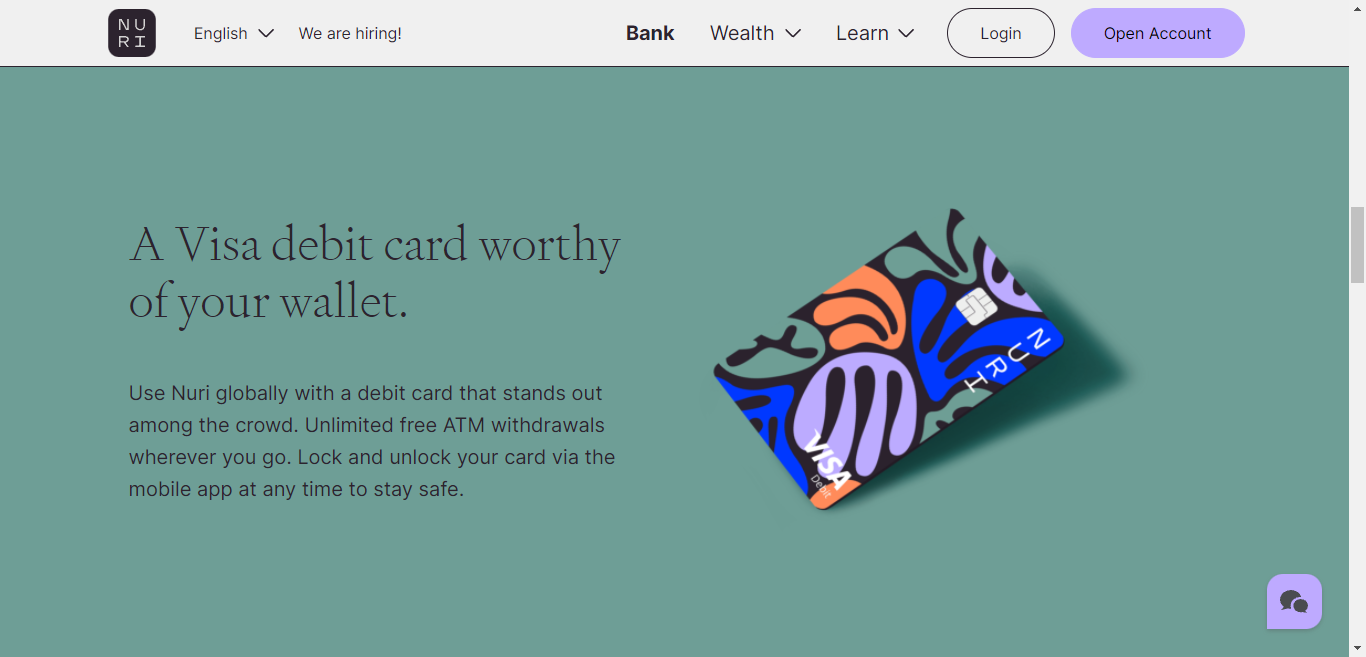 NU
RI
English
We are hiring!
Bank
Wealth
Learn
Login
Open Account
A Visa debit card worthy
of your wallet.
Use Nuri globally with a debit card that stands out
among the crowd. Unlimited free ATM withdrawals
wherever you go. Lock and unlock your card via the
mobile app at any time to stay safe.
NURI
VISA
Debit